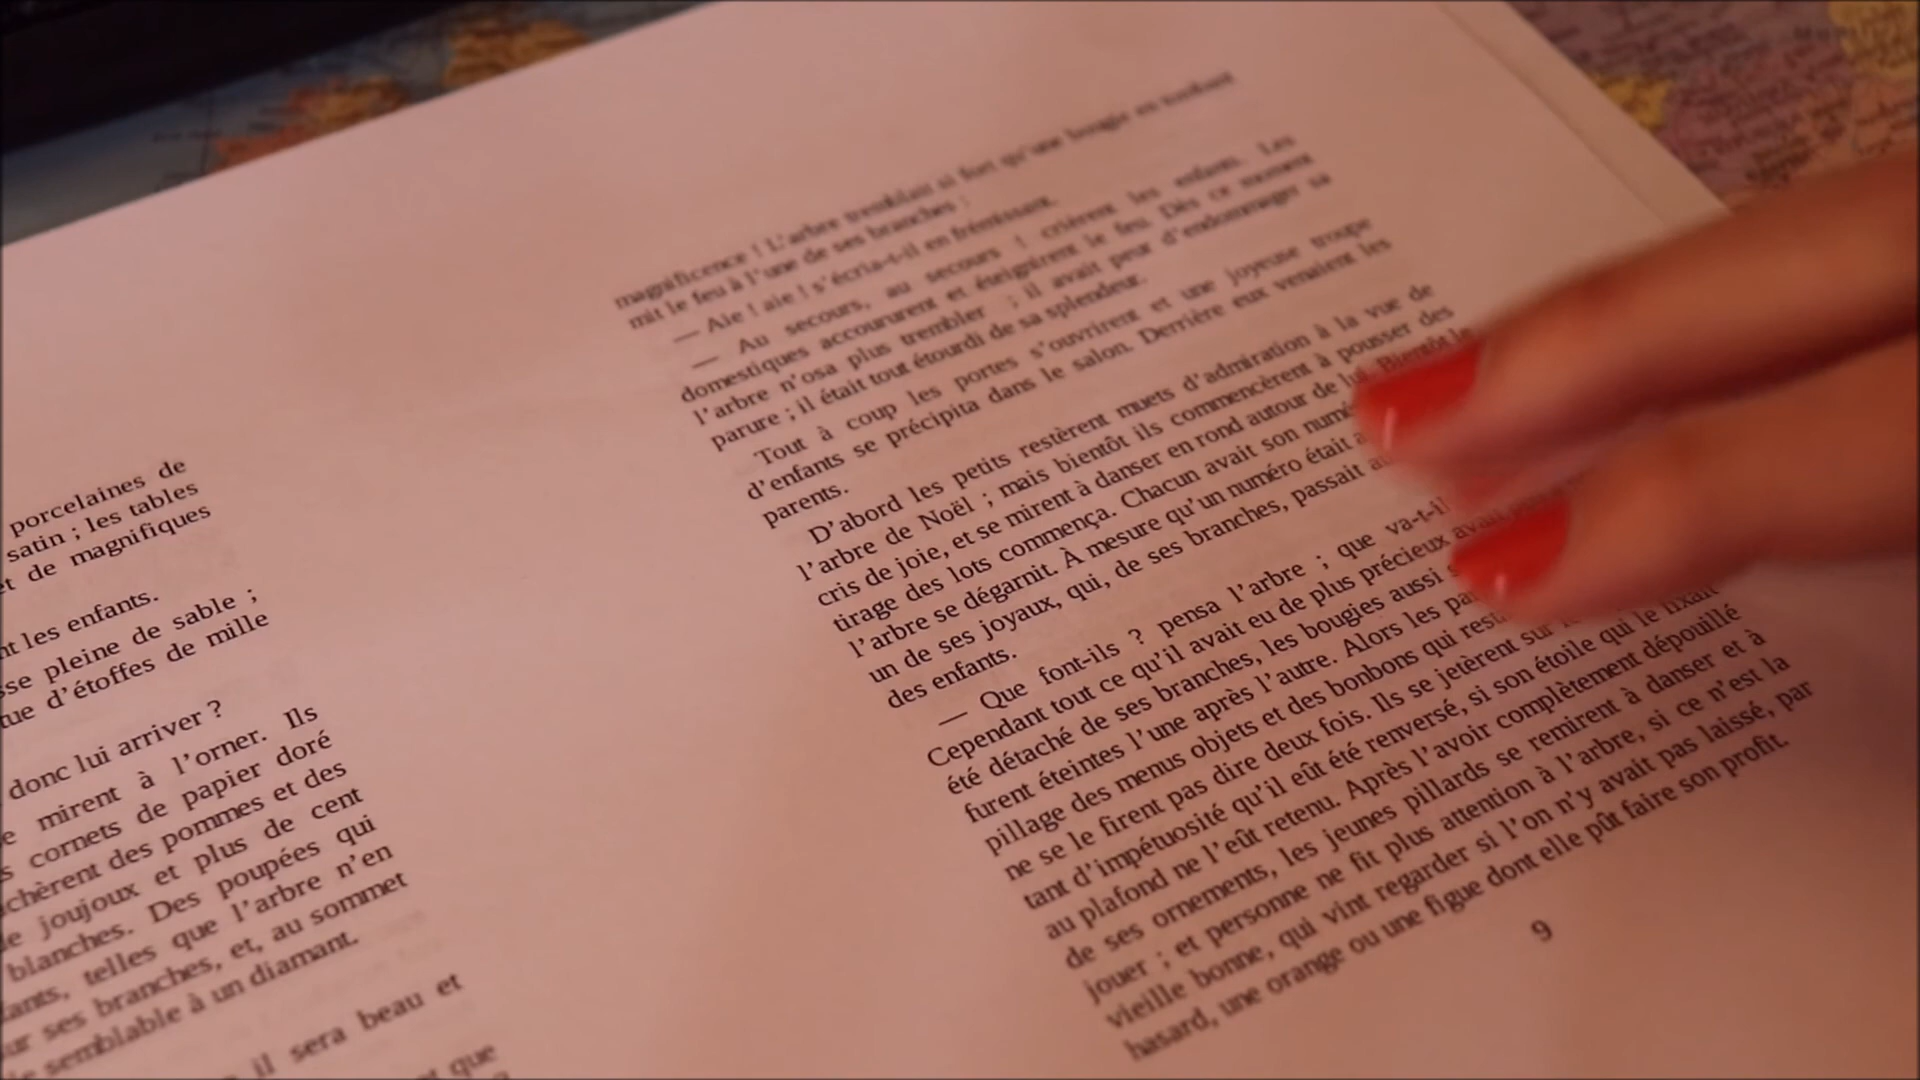 porcelaines de
satin ; les tables
et de magnifiques
nt les enfants.
sse pleine de sable ;
tue d'étoffes de mille
donc lui arriver ?
e mirent à l'orner. Ils
s cornets de papier doré
chèrent des pommes et des
e joujoux et plus de cent
blanches. Des poupées qui
ants, telles que l'arbre n'en
ur ses branches, et, au sommet
le semblable à un diamant.
il sera beau et
que
magnificence ! L'arbre tremblait si fort qu'une bougie en tombant
mit le feu à l'une de ses branches !
— Aïe ! aïe ! s'écria-t-il en frémissant.
— Au secours, au secours ! crièrent les enfants. Les
domestiques accoururent et éteignirent le feu. Dès ce moment
l'arbre n'osa plus trembler ; il avait peur d'endommager sa
parure ; il était tout étourdi de sa splendeur.
Tout à coup les portes s'ouvrirent et une joyeuse troupe
d'enfants se précipita dans le salon. Derrière eux venaient les
parents.
D'abord les petits restèrent muets d'admiration à la vue de
l'arbre de Noël ; mais bientôt ils commencèrent à pousser des
cris de joie, et se mirent à danser en rond autour de lui. Bientôt le
tirage des lots commença. Chacun avait son numé
l'arbre se dégarnit. À mesure qu'un numéro était a
un de ses joyaux, qui, de ses branches, passait au
des enfants.
— Que font-ils ? pensa l'arbre ; que va-t-il
Cependant tout ce qu'il avait eu de plus précieux avait
été détaché de ses branches, les bougies aussi
furent éteintes l'une après l'autre. Alors les pa
pillage des menus objets et des bonbons qui rest
ne se le firent pas dire deux fois. Ils se jetèrent sur
tant d'impétuosité qu'il eût été renversé, si son étoile qui le fixait
au plafond ne l'eût retenu. Après l'avoir complètement dépouillé
de ses ornements, les jeunes pillards se remirent à danser et à
jouer ; et personne ne fit plus attention à l'arbre, si ce n'est la
vieille bonne, qui vint regarder si l'on n'y avait pas laissé, par
hasard, une orange ou une figue dont elle pût faire son profit.
9